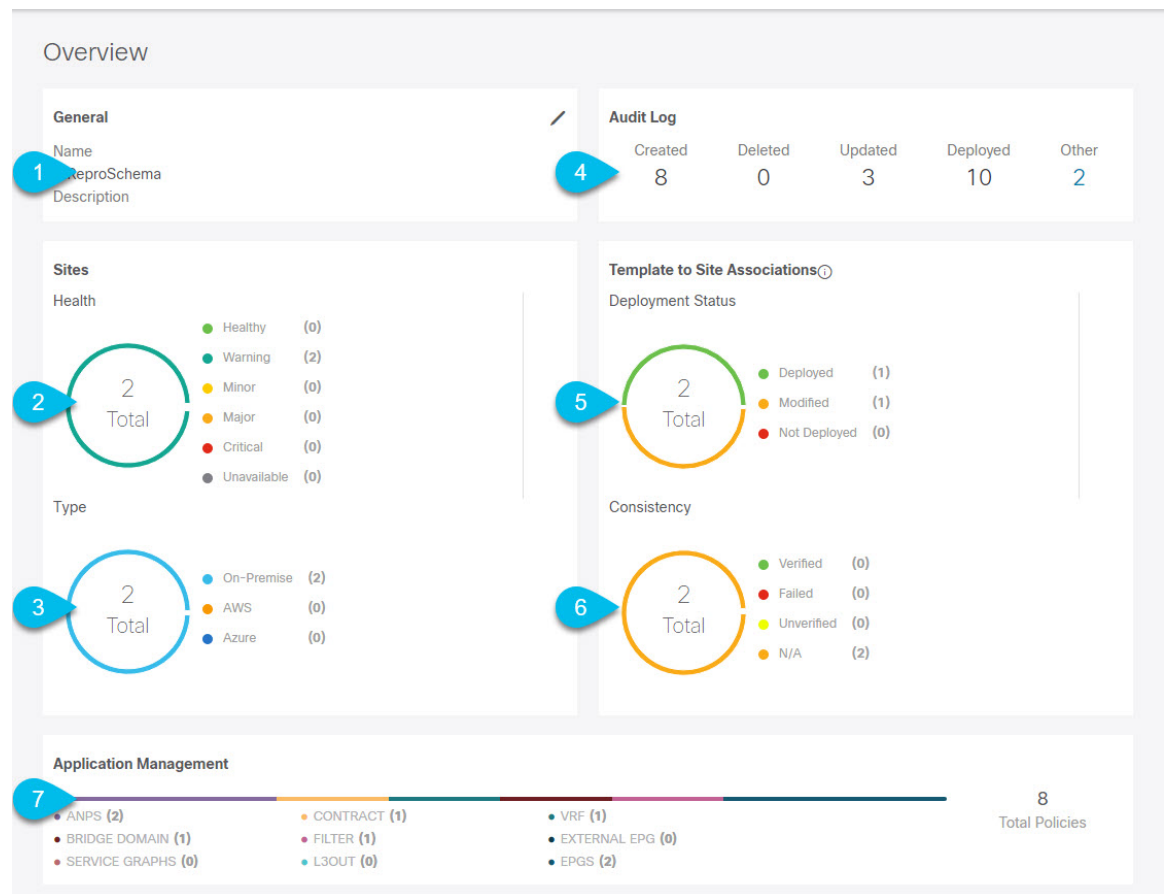 Overview
General
Name
1
ReproSchema
Description
Audit Log
Created Deleted Updated Deployed Other
4
8 0 3 10 2
Sites
Health
2
2
Total
Healthy (0)
Warning (2)
Minor (0)
Major (0)
Critical (0)
Unavailable (0)
Type
3
2
Total
On-Premise (2)
AWS (0)
Azure (0)
Template to Site Associations
Deployment Status
5
2
Total
Deployed (1)
Modified (1)
Not Deployed (0)
Consistency
6
2
Total
Verified (0)
Failed (0)
Unverified (0)
N/A (2)
Application Management
7
ANPS (2) CONTRACT (1) VRF (1)
BRIDGE DOMAIN (1) FILTER (1) EXTERNAL EPG (0)
SERVICE GRAPHS (0) L3OUT (0) EPGS (2)
8
Total Policies